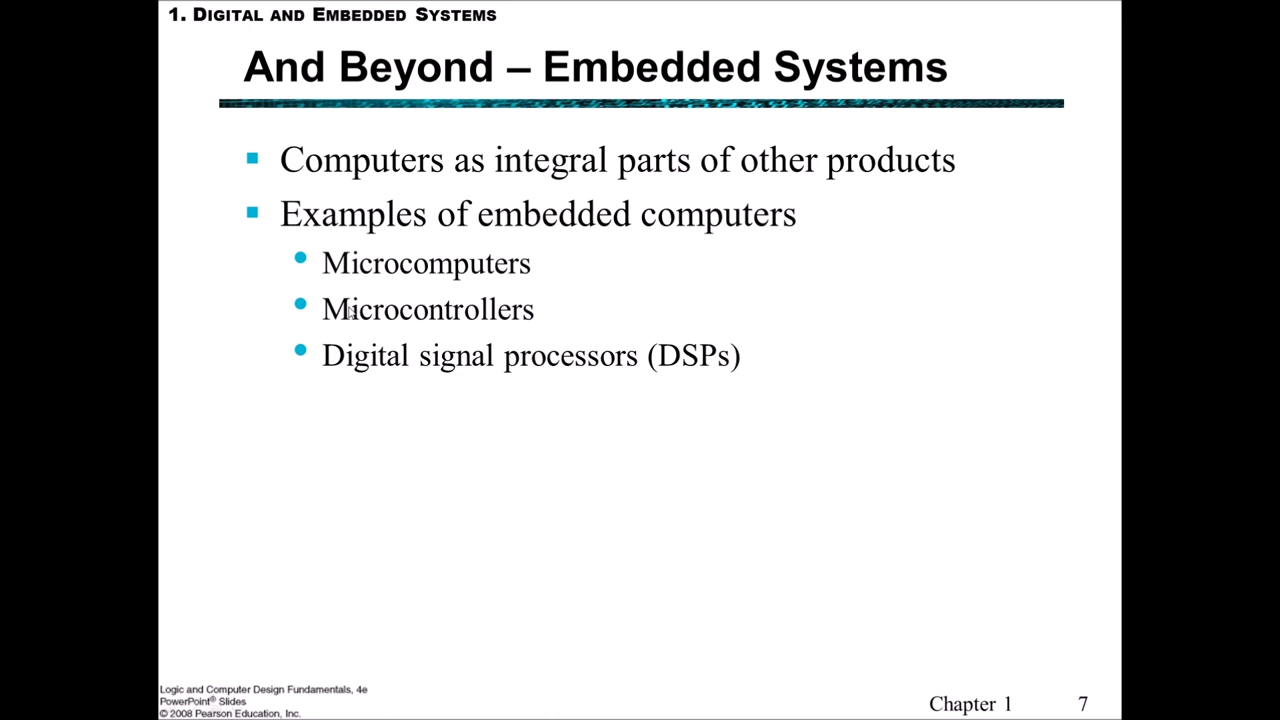 1. Digital and Embedded Systems
And Beyond – Embedded Systems
Computers as integral parts of other products
Examples of embedded computers
Microcomputers
Microcontrollers
Digital signal processors (DSPs)
Logic and Computer Design Fundamentals, 4e
PowerPoint® Slides
© 2008 Pearson Education, Inc.
Chapter 1 7